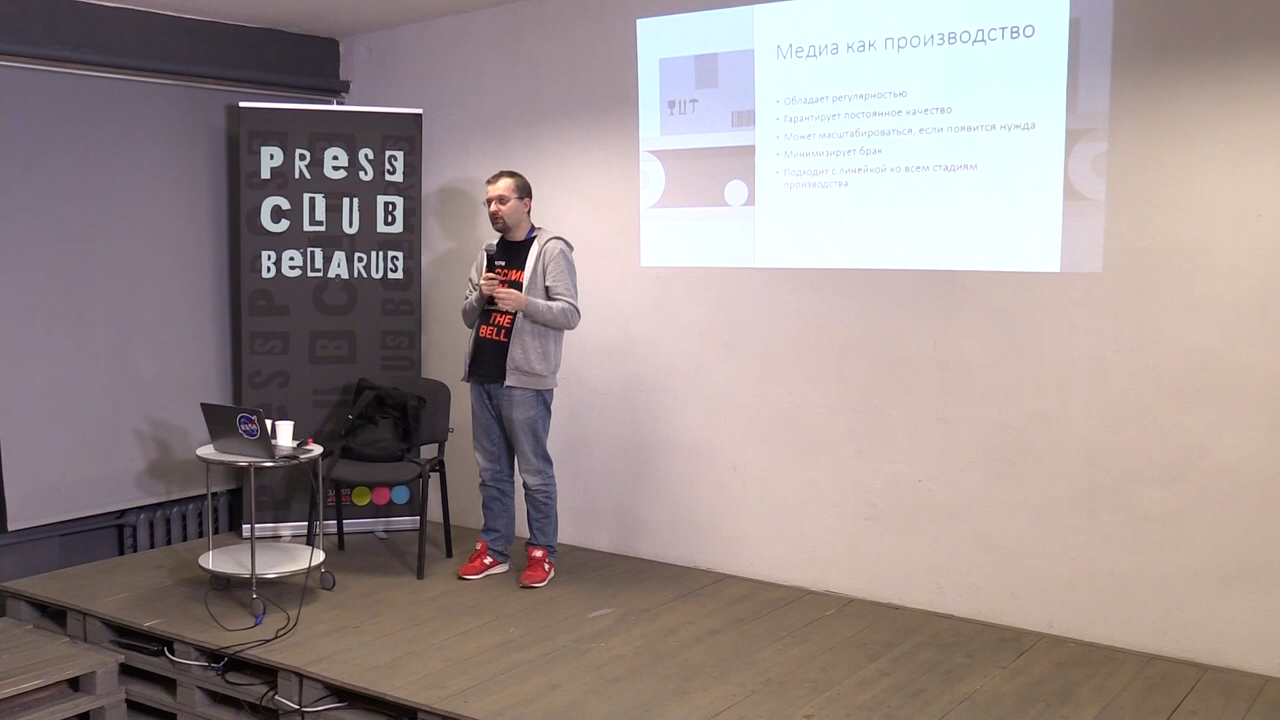 PReSS
CLUB
BeLARUS
Медиа как производство
• Обладает регулярностью
• Гарантирует постоянное качество
• Может масштабироваться, если появится нужда
• Минимизирует брак
• Подходит с линейкой ко всем стадиям
производства
THE
BELL
NASA